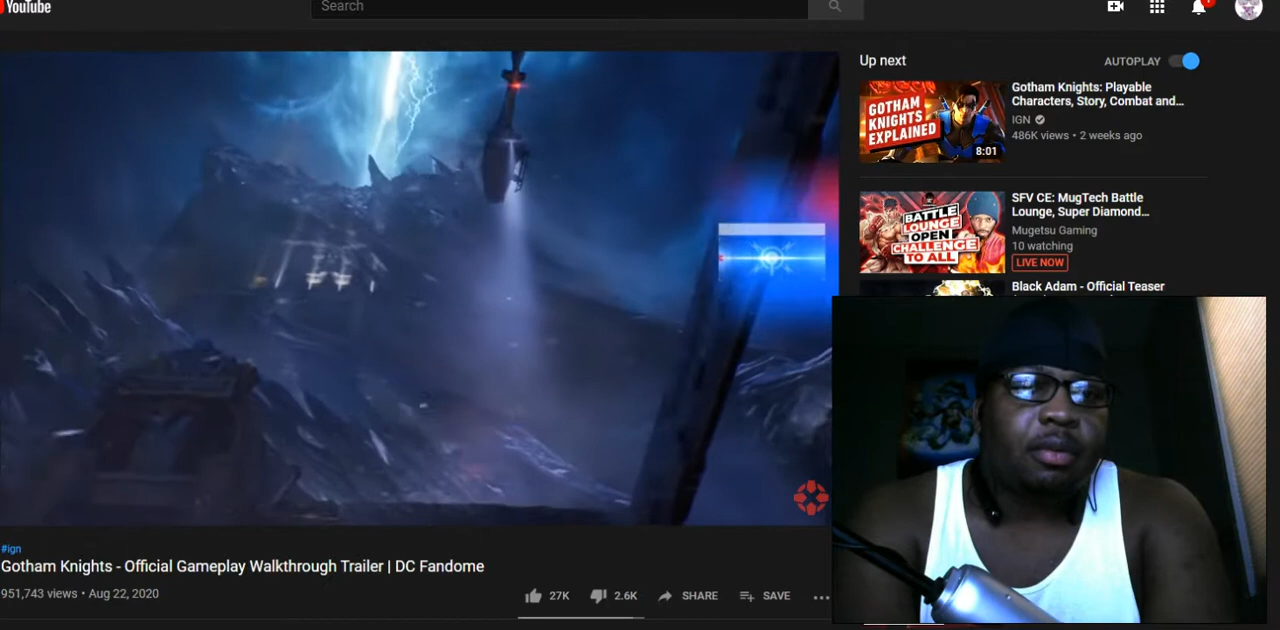 YouTube
Search
Up next
AUTOPLAY
GOTHAM
KNIGHTS
EXPLAINED
8:01
Gotham Knights: Playable
Characters, Story, Combat and...
IGN
486K views • 2 weeks ago
BATTLE
LOUNGE
OPEN
CHALLENGE
TO ALL
SFV CE: MugTech Battle
Lounge, Super Diamond...
Mugetsu Gaming
10 watching
LIVE NOW
Black Adam - Official Teaser
#ign
Gotham Knights - Official Gameplay Walkthrough Trailer | DC Fandome
951,743 views • Aug 22, 2020
27K
2.6K
SHARE
SAVE